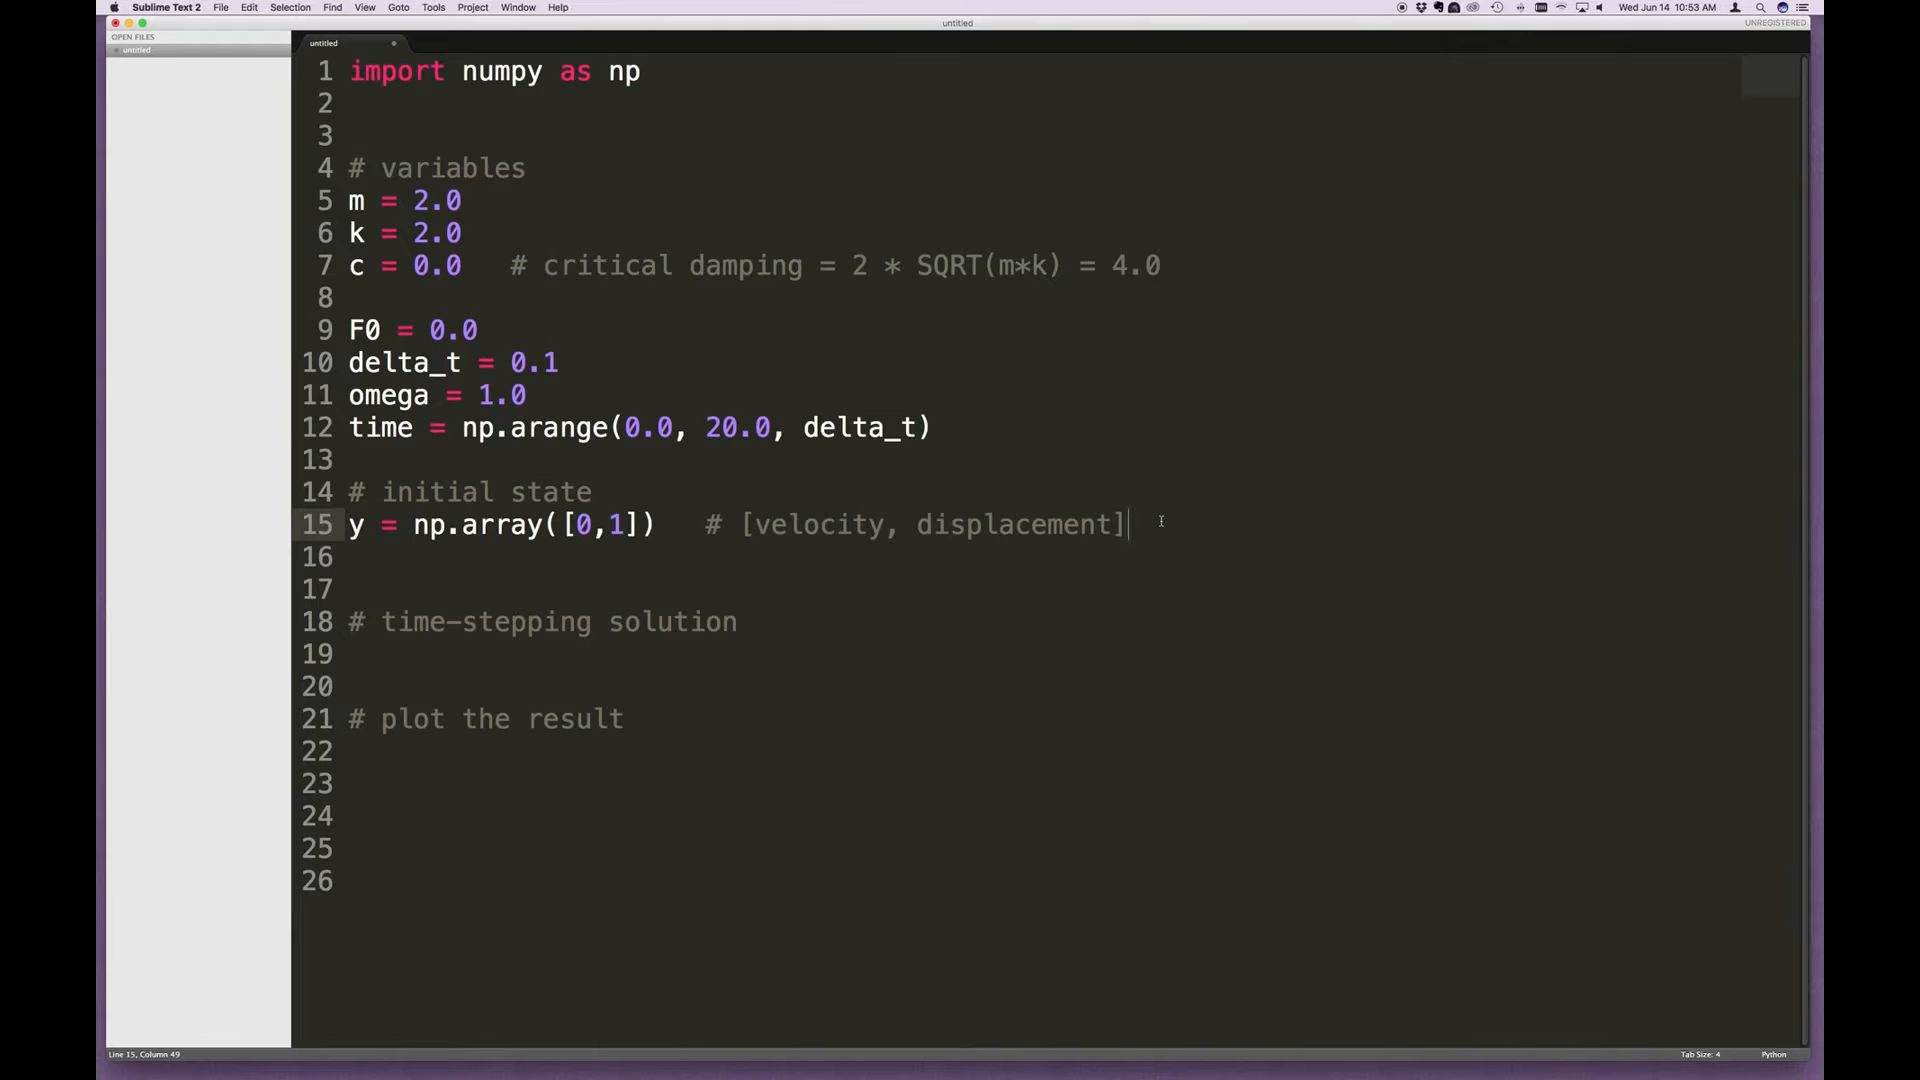 Sublime Text 2 File Edit Selection Find View Goto Tools Project Window Help Wed Jun 14 10:53 AM
untitled UNREGISTERED
OPEN FILES
untitled
untitled
1 import numpy as np
2
3
4 # variables
5 m = 2.0
6 k = 2.0
7 c = 0.0   # critical damping = 2 * SQRT(m*k) = 4.0
8
9 F0 = 0.0
10 delta_t = 0.1
11 omega = 1.0
12 time = np.arange(0.0, 20.0, delta_t)
13
14 # initial state
15 y = np.array([0,1])   # [velocity, displacement]
16
17
18 # time-stepping solution
19
20
21 # plot the result
22
23
24
25
26
Line 15, Column 49 Tab Size: 4 Python